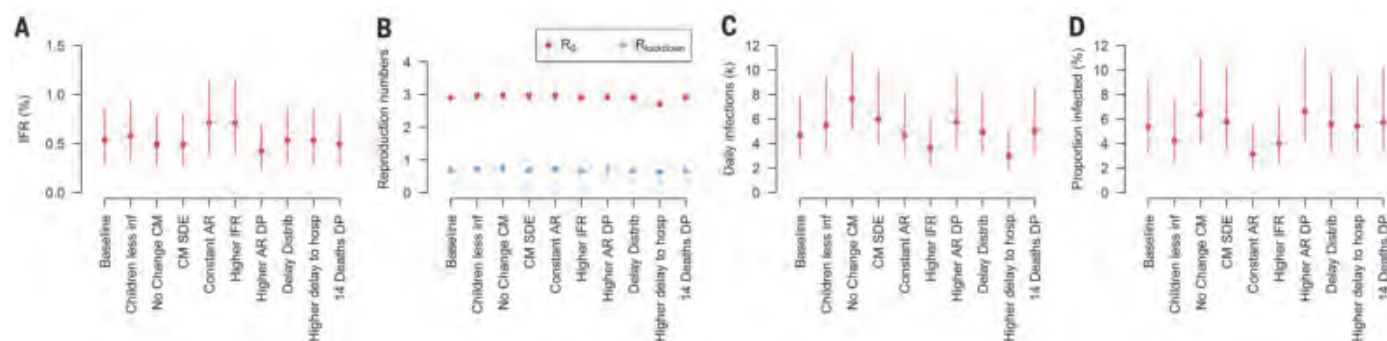 A
IFR (%)
1.5
1.0
0.5
0.0
Baseline
Children less inf
No Change CM
CM SDE
Constant AR
Higher IFR
Higher AR DP
Delay Distrib
Higher delay to hosp
14 Deaths DP
B
Reproduction numbers
R0
Rlockdown
4
3
2
1
0
Baseline
Children less inf
No Change CM
CM SDE
Constant AR
Higher IFR
Higher AR DP
Delay Distrib
Higher delay to hosp
14 Deaths DP
C
Daily infections (k)
12
10
8
6
4
2
0
Baseline
Children less inf
No Change CM
CM SDE
Constant AR
Higher IFR
Higher AR DP
Delay Distrib
Higher delay to hosp
14 Deaths DP
D
Proportion infected (%)
12
10
8
6
4
2
0
Baseline
Children less inf
No Change CM
CM SDE
Constant AR
Higher IFR
Higher AR DP
Delay Distrib
Higher delay to hosp
14 Deaths DP